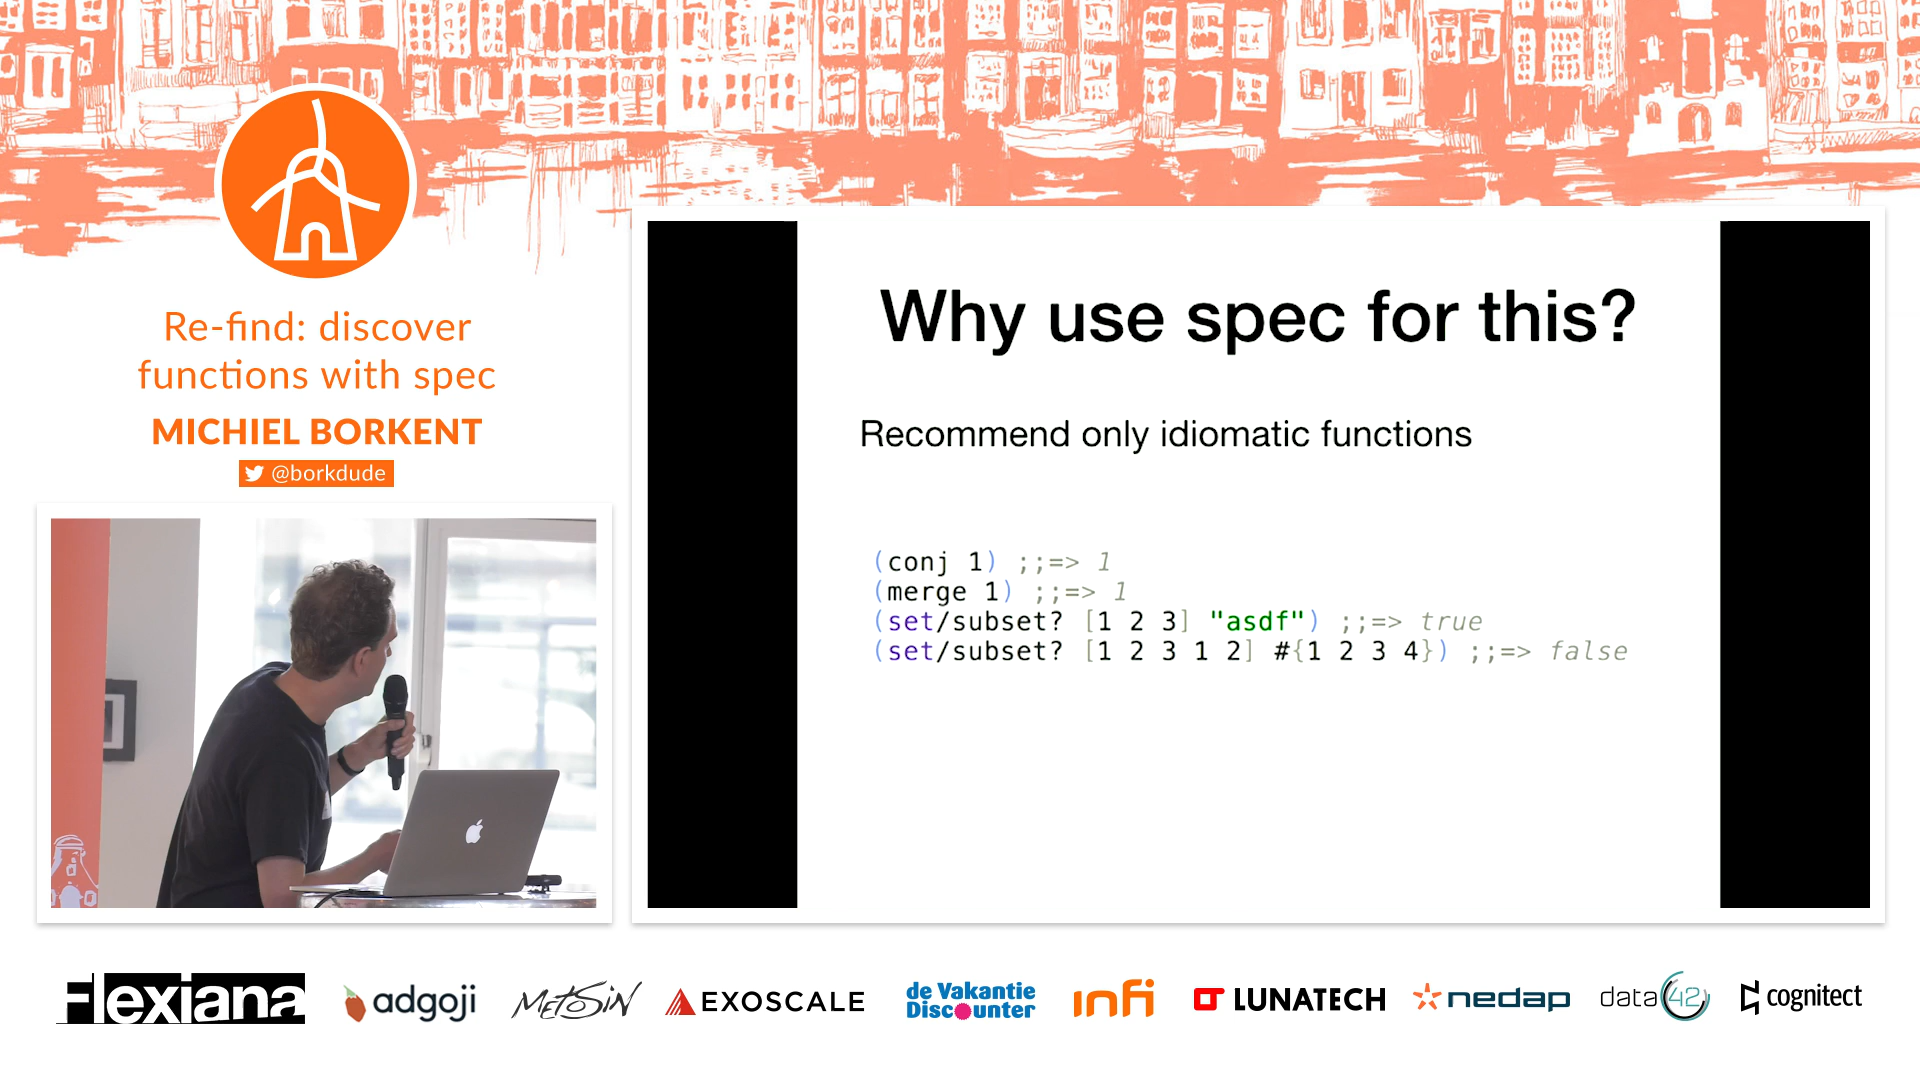 Re-find: discover
functions with spec
MICHIEL BORKENT
@borkdude
Why use spec for this?
Recommend only idiomatic functions
(conj 1) ;;=> 1
(merge 1) ;;=> 1
(set/subset? [1 2 3] "asdf") ;;=> true
(set/subset? [1 2 3 1 2] #{1 2 3 4}) ;;=> false
Flexiana
adgoji
METOSIN
EXOSCALE
de Vakantie
Discounter
infi
LUNATECH
nedap
data 42
cognitect